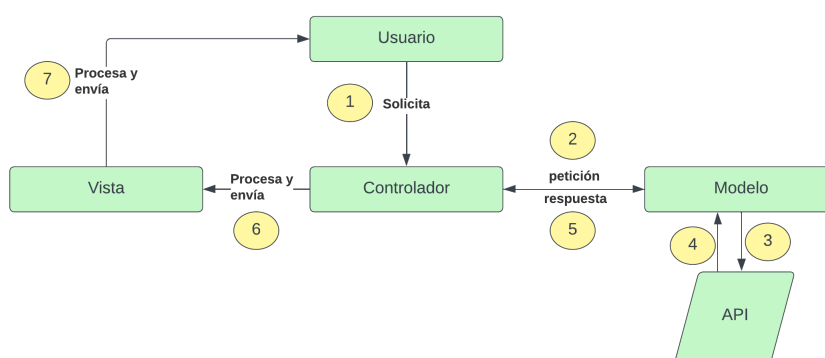 Usuario
7
Procesa y
envía
1
Solicita
2
petición
respuesta
5
Vista
Procesa y
envía
6
Controlador
Modelo
4
3
API